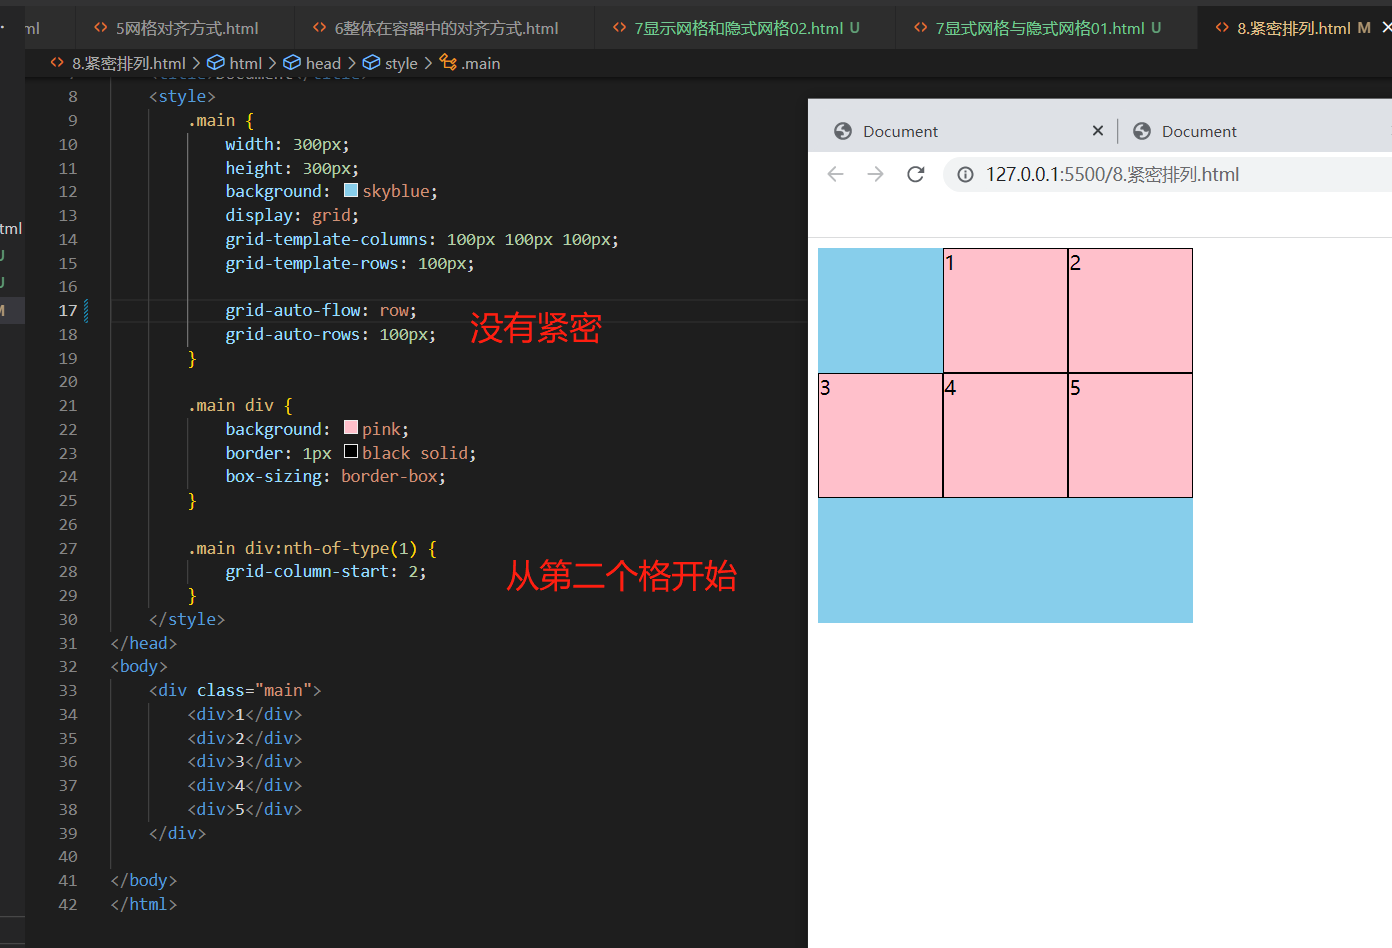 ml 5网格对齐方式.html 6整体在容器中的对齐方式.html 7显示网格和隐式网格02.html U 7显式网格与隐式网格01.html U 8.紧密排列.html M
8.紧密排列.html > html > head > style > .main
8 <style>
9 .main {
10 width: 300px;
11 height: 300px;
12 background: skyblue;
13 display: grid;
14 grid-template-columns: 100px 100px 100px;
15 grid-template-rows: 100px;
16
17 grid-auto-flow: row;
18 grid-auto-rows: 100px;
没有紧密
19 }
20
21 .main div {
22 background: pink;
23 border: 1px black solid;
24 box-sizing: border-box;
25 }
26
27 .main div:nth-of-type(1) {
28 grid-column-start: 2;
从第二个格开始
29 }
30 </style>
31 </head>
32 <body>
33 <div class="main">
34 <div>1</div>
35 <div>2</div>
36 <div>3</div>
37 <div>4</div>
38 <div>5</div>
39 </div>
40
41 </body>
42 </html>
tml
U
U
M
Document Document
127.0.0.1:5500/8.紧密排列.html
1 2
3 4 5